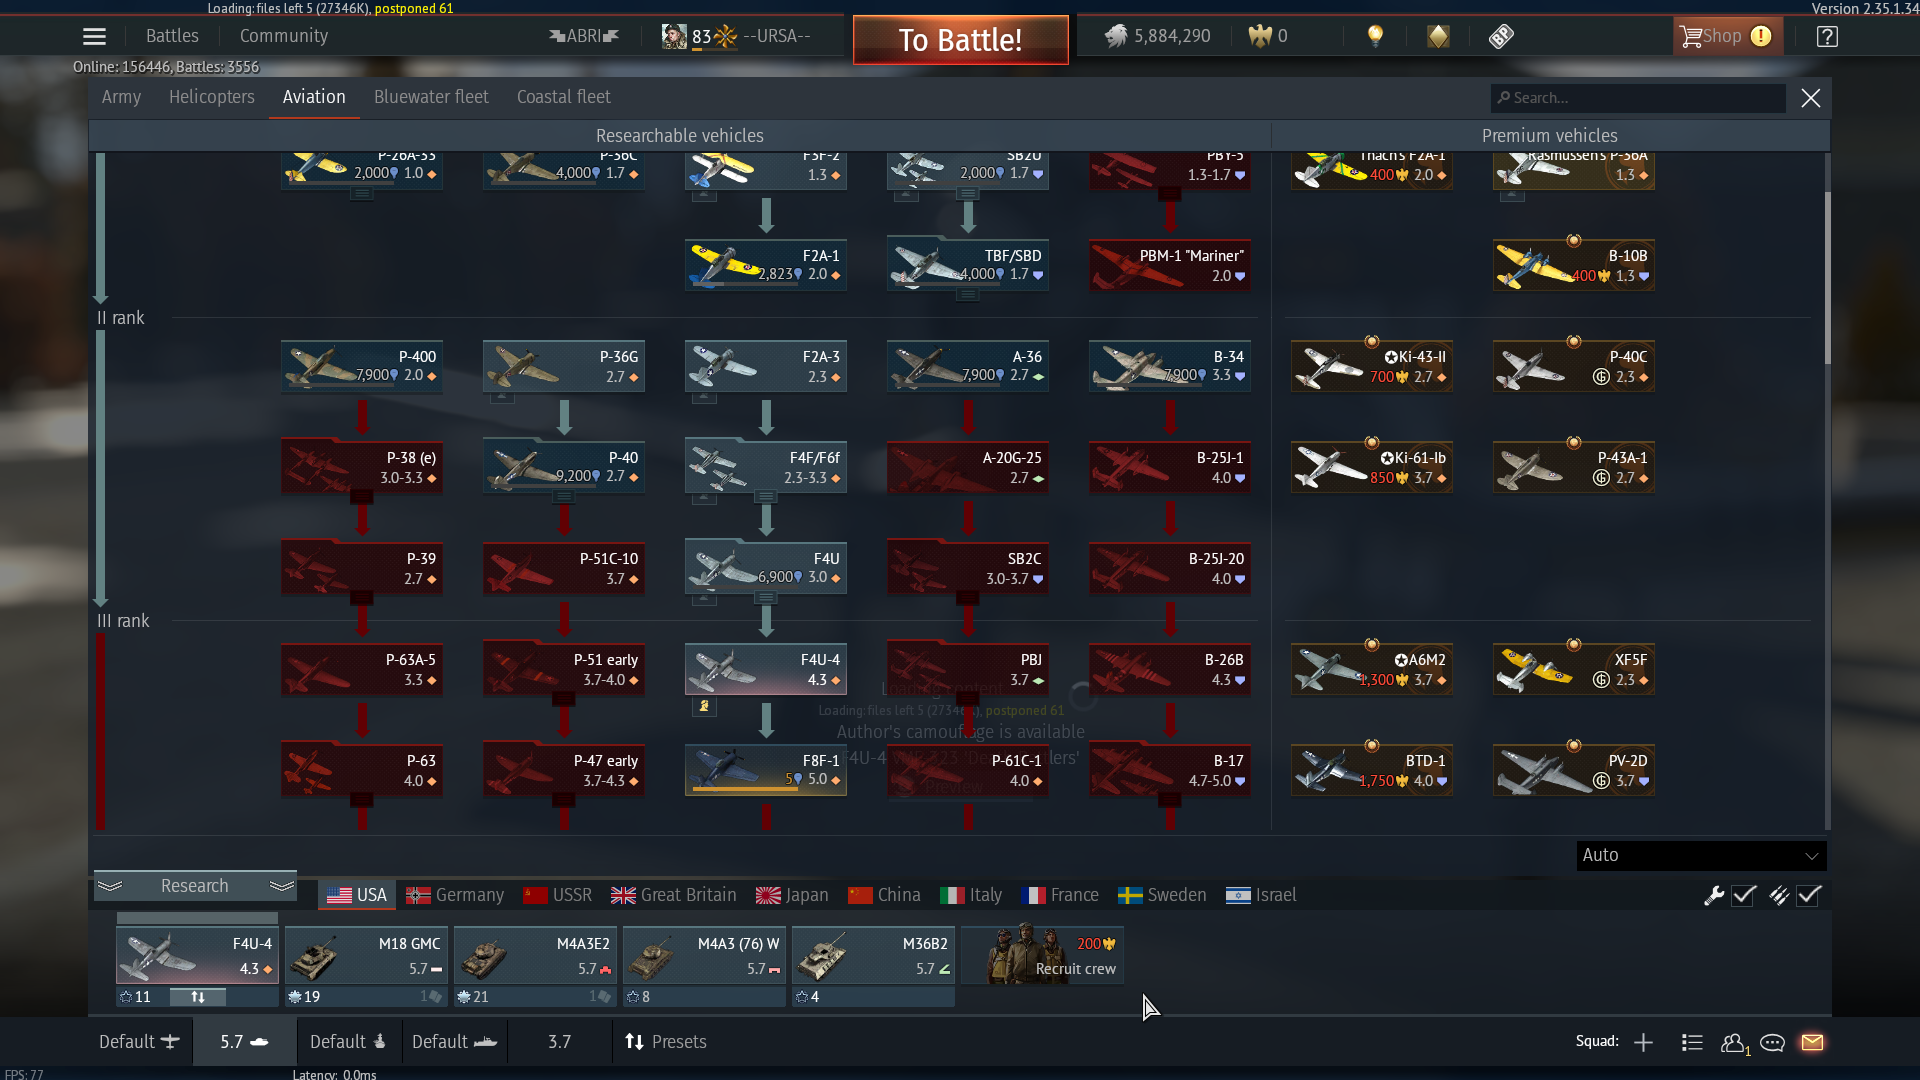 Loading: files left 5 (27346K), postponed 61
Version 2.35.1.34
Battles
Community
ABRI
83
--URSA--
To Battle!
5,884,290
0
BP
Shop
Online: 156446, Battles: 3556
Army
Helicopters
Aviation
Bluewater fleet
Coastal fleet
Search...
Researchable vehicles
Premium vehicles
P-26A-33
2,000 1.0
P-36C
4,000 1.7
F3F-2
1.3
SB2U
2,000 1.7
PBY-5
1.3-1.7
Thach's F2A-1
400 2.0
Rasmussen's P-36A
1.3
F2A-1
2,823 2.0
TBF/SBD
4,000 1.7
PBM-1 "Mariner"
2.0
B-10B
400 1.3
II rank
P-400
7,900 2.0
P-36G
2.7
F2A-3
2.3
A-36
7,900 2.7
B-34
7,900 3.3
Ki-43-II
700 2.7
P-40C
2.3
P-38 (e)
3.0-3.3
P-40
9,200 2.7
F4F/F6f
2.3-3.3
A-20G-25
2.7
B-25J-1
4.0
Ki-61-Ib
850 3.7
P-43A-1
2.7
P-39
2.7
P-51C-10
3.7
F4U
6,900 3.0
SB2C
3.0-3.7
B-25J-20
4.0
III rank
P-63A-5
3.3
P-51 early
3.7-4.0
F4U-4
4.3
PBJ
3.7
B-26B
4.3
A6M2
1,300 3.7
XF5F
2.3
Loading content
Loading: files left 5 (27346K), postponed 61
Author's camouflage is available
P-63
4.0
P-47 early
3.7-4.3
F8F-1
5 5.0
P-61C-1
4.0
B-17
4.7-5.0
BTD-1
1,750 4.0
PV-2D
3.7
Preview
Auto
Research
USA
Germany
USSR
Great Britain
Japan
China
Italy
France
Sweden
Israel
F4U-4
4.3
11
M18 GMC
5.7
19 1
M4A3E2
5.7
21 1
M4A3 (76) W
5.7
8
M36B2
5.7
4
200
Recruit crew
Default
5.7
Default
Default
3.7
Presets
Squad:
1
FPS: 77
Latency: 0.0ms